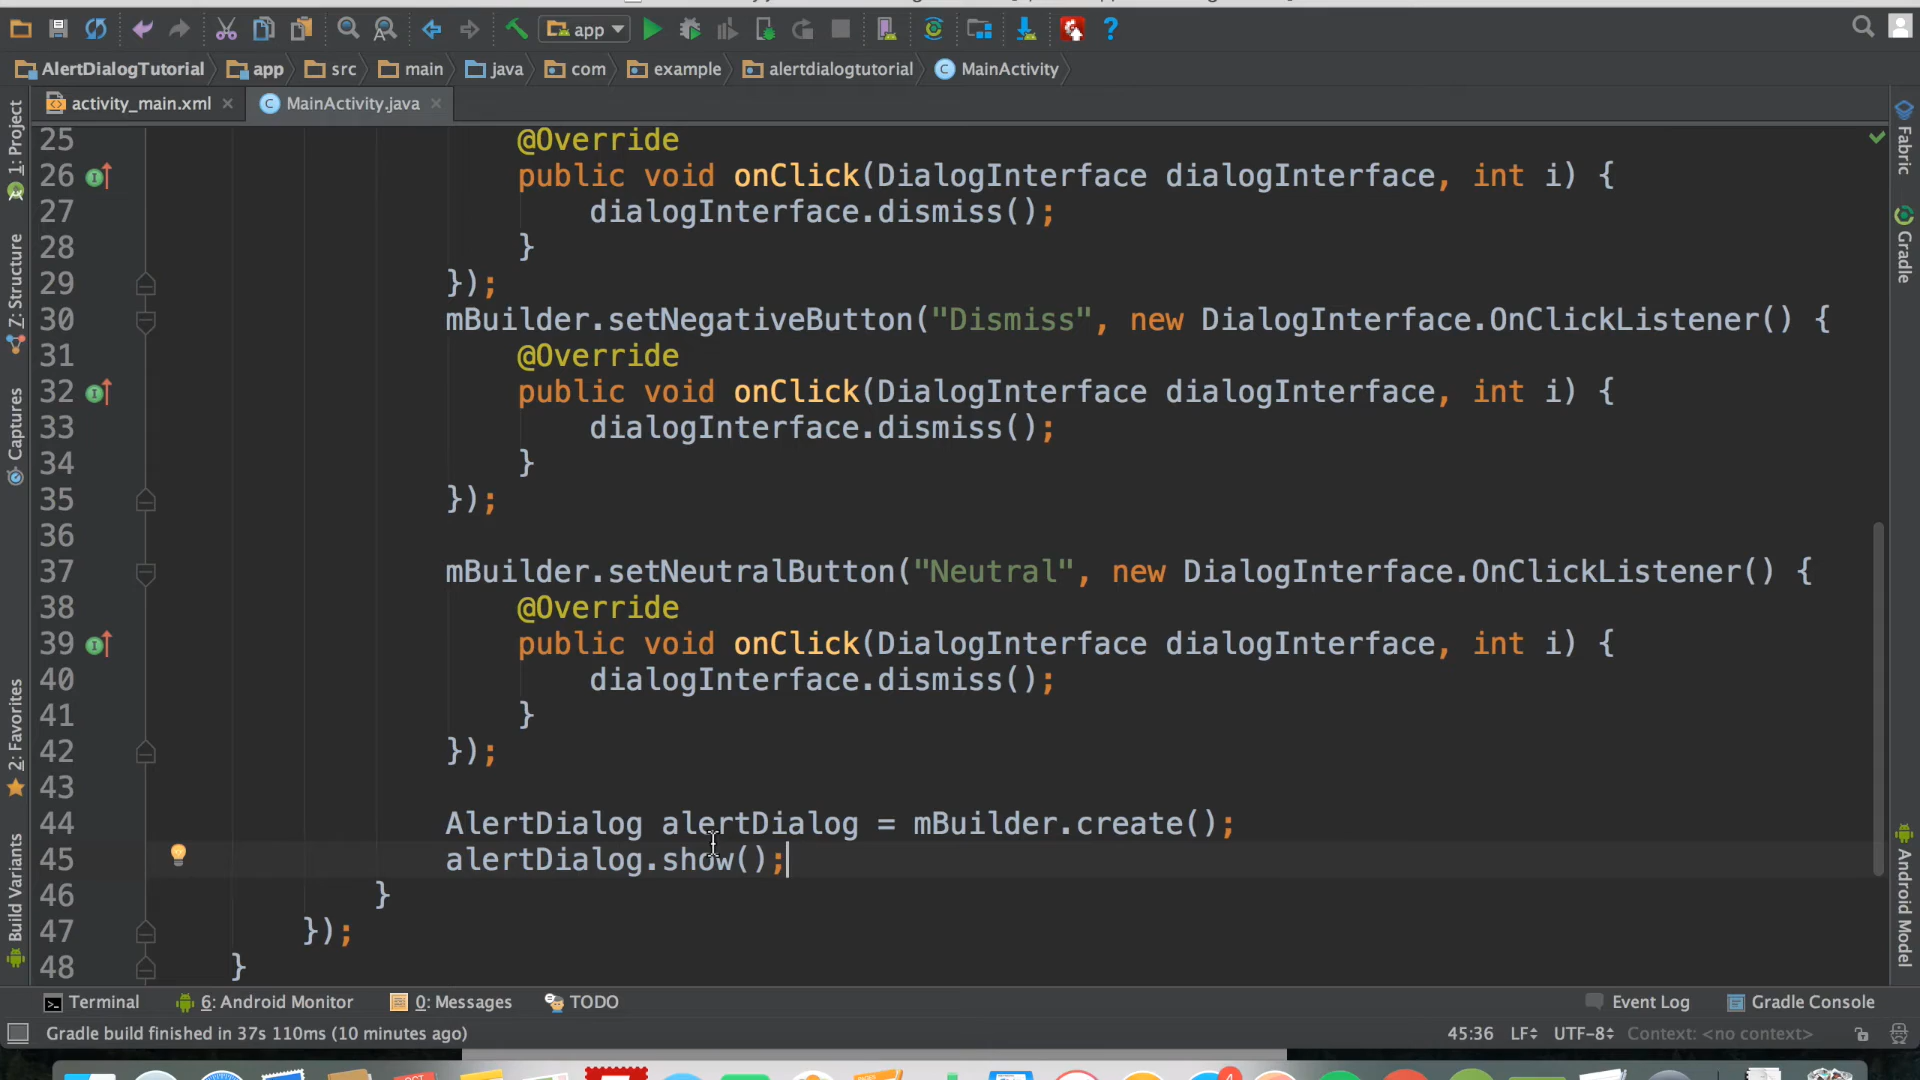 app
?
AlertDialogTutorial app src main java com example alertdialogtutorial MainActivity
activity_main.xml MainActivity.java
1: Project
7: Structure
Captures
2: Favorites
Build Variants
Fabric
Gradle
Android Model
25 @Override
26 public void onClick(DialogInterface dialogInterface, int i) {
27 dialogInterface.dismiss();
28 }
29 });
30 mBuilder.setNegativeButton("Dismiss", new DialogInterface.OnClickListener() {
31 @Override
32 public void onClick(DialogInterface dialogInterface, int i) {
33 dialogInterface.dismiss();
34 }
35 });
36
37 mBuilder.setNeutralButton("Neutral", new DialogInterface.OnClickListener() {
38 @Override
39 public void onClick(DialogInterface dialogInterface, int i) {
40 dialogInterface.dismiss();
41 }
42 });
43
44 AlertDialog alertDialog = mBuilder.create();
45 alertDialog.show();
46 }
47 });
48 }
Terminal 6: Android Monitor 0: Messages TODO Event Log Gradle Console
Gradle build finished in 37s 110ms (10 minutes ago) 45:36 LF UTF-8 Context: <no context>